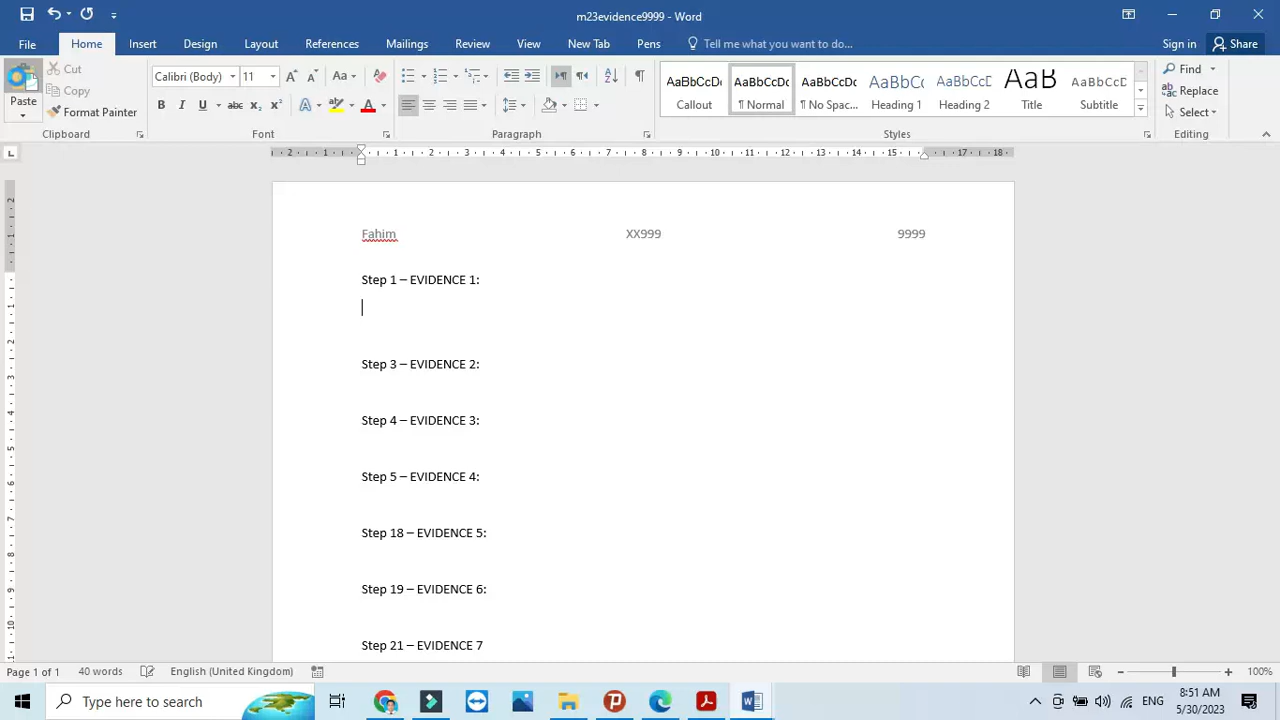 m23evidence9999 - Word
File Home Insert Design Layout References Mailings Review View New Tab Pens Tell me what you want to do... Sign in Share
Paste
Cut
Copy
Format Painter
Clipboard
Calibri (Body) 11
Font
Paragraph
AaBbCcDc AaBbCcDc AaBbCcDc AaBbC AaBbCcD AaB AaBbCcD
Callout ¶ Normal ¶ No Spac... Heading 1 Heading 2 Title Subtitle
Styles
Find
Replace
Select
Editing
Fahim XX999 9999
Step 1 – EVIDENCE 1:
Step 3 – EVIDENCE 2:
Step 4 – EVIDENCE 3:
Step 5 – EVIDENCE 4:
Step 18 – EVIDENCE 5:
Step 19 – EVIDENCE 6:
Step 21 – EVIDENCE 7
Page 1 of 1 40 words English (United Kingdom) 100%
Type here to search
ENG
8:51 AM
5/30/2023